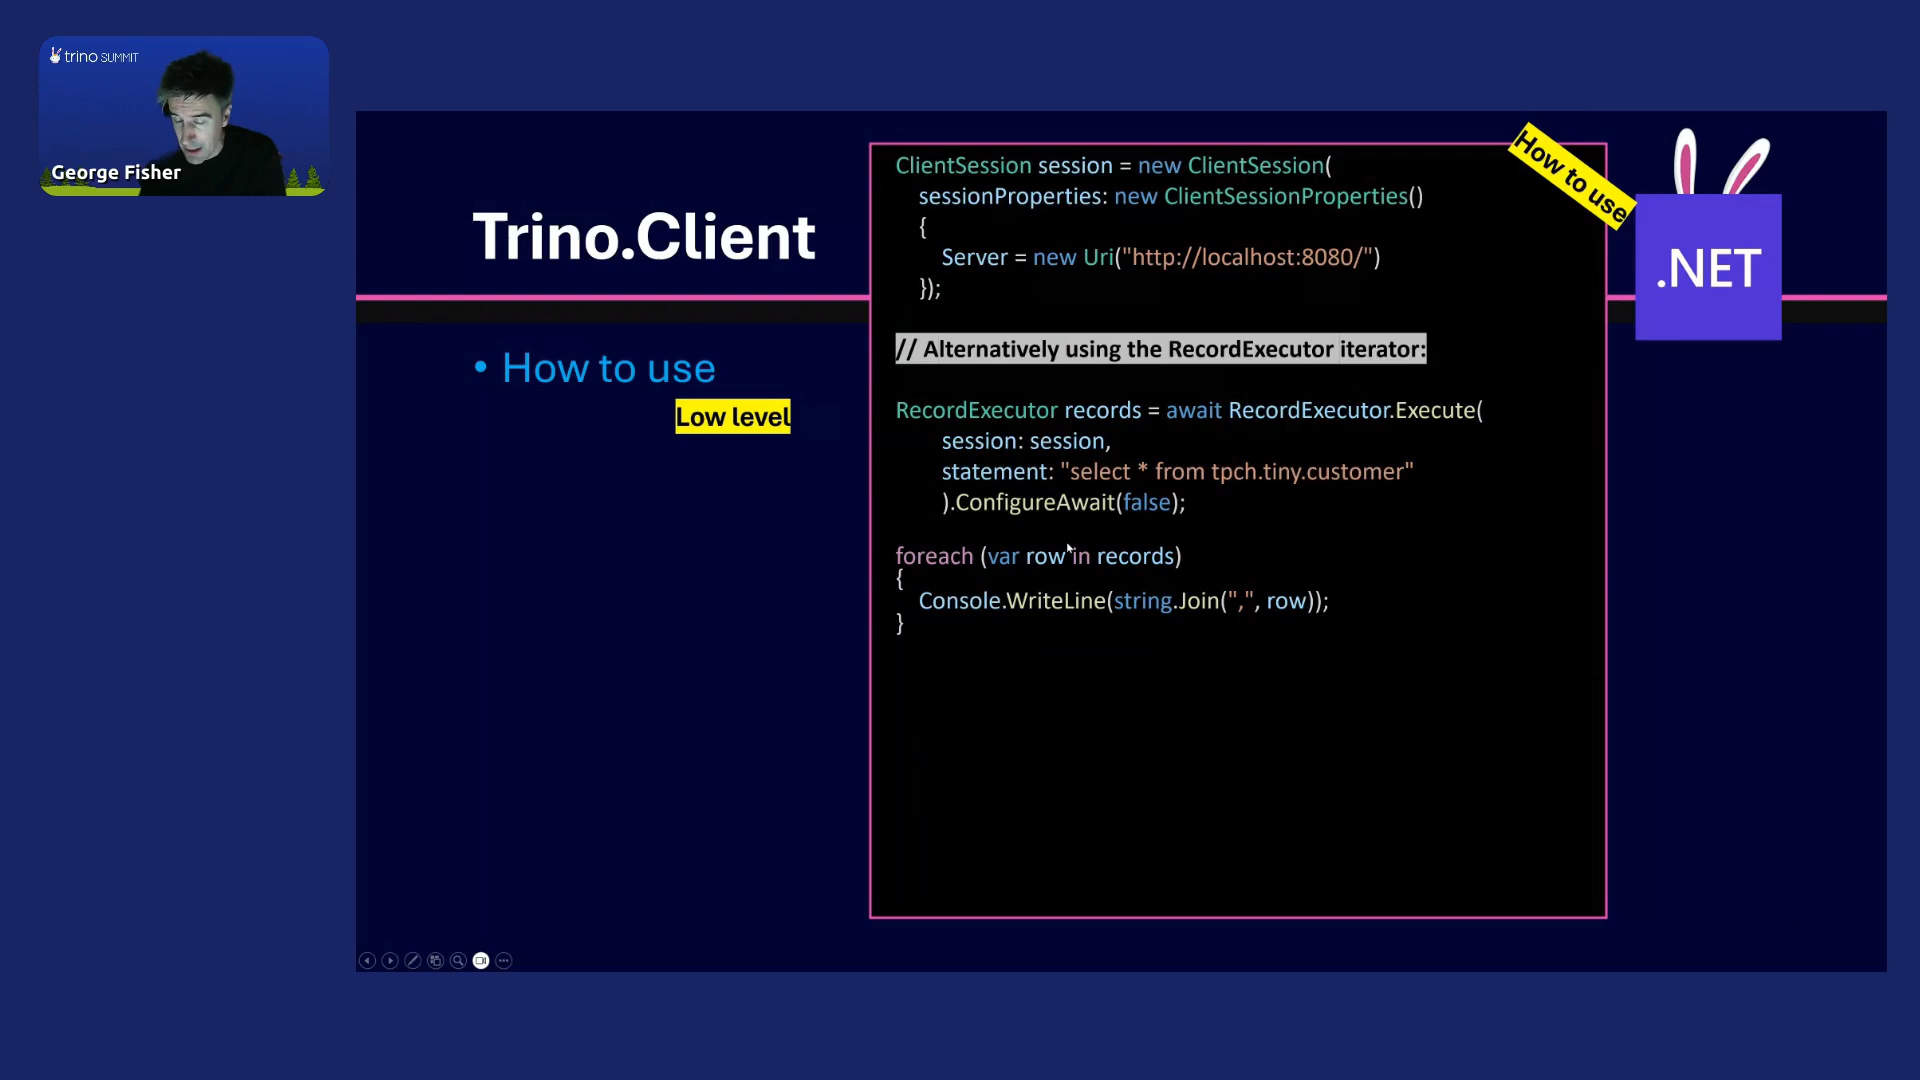 trino SUMMIT
George Fisher
Trino.Client
• How to use
Low level
ClientSession session = new ClientSession(
sessionProperties: new ClientSessionProperties()
{
Server = new Uri("http://localhost:8080/")
});
// Alternatively using the RecordExecutor iterator:
RecordExecutor records = await RecordExecutor.Execute(
session: session,
statement: "select * from tpch.tiny.customer"
).ConfigureAwait(false);
foreach (var row in records)
{
Console.WriteLine(string.Join(",", row));
}
How to use
.NET